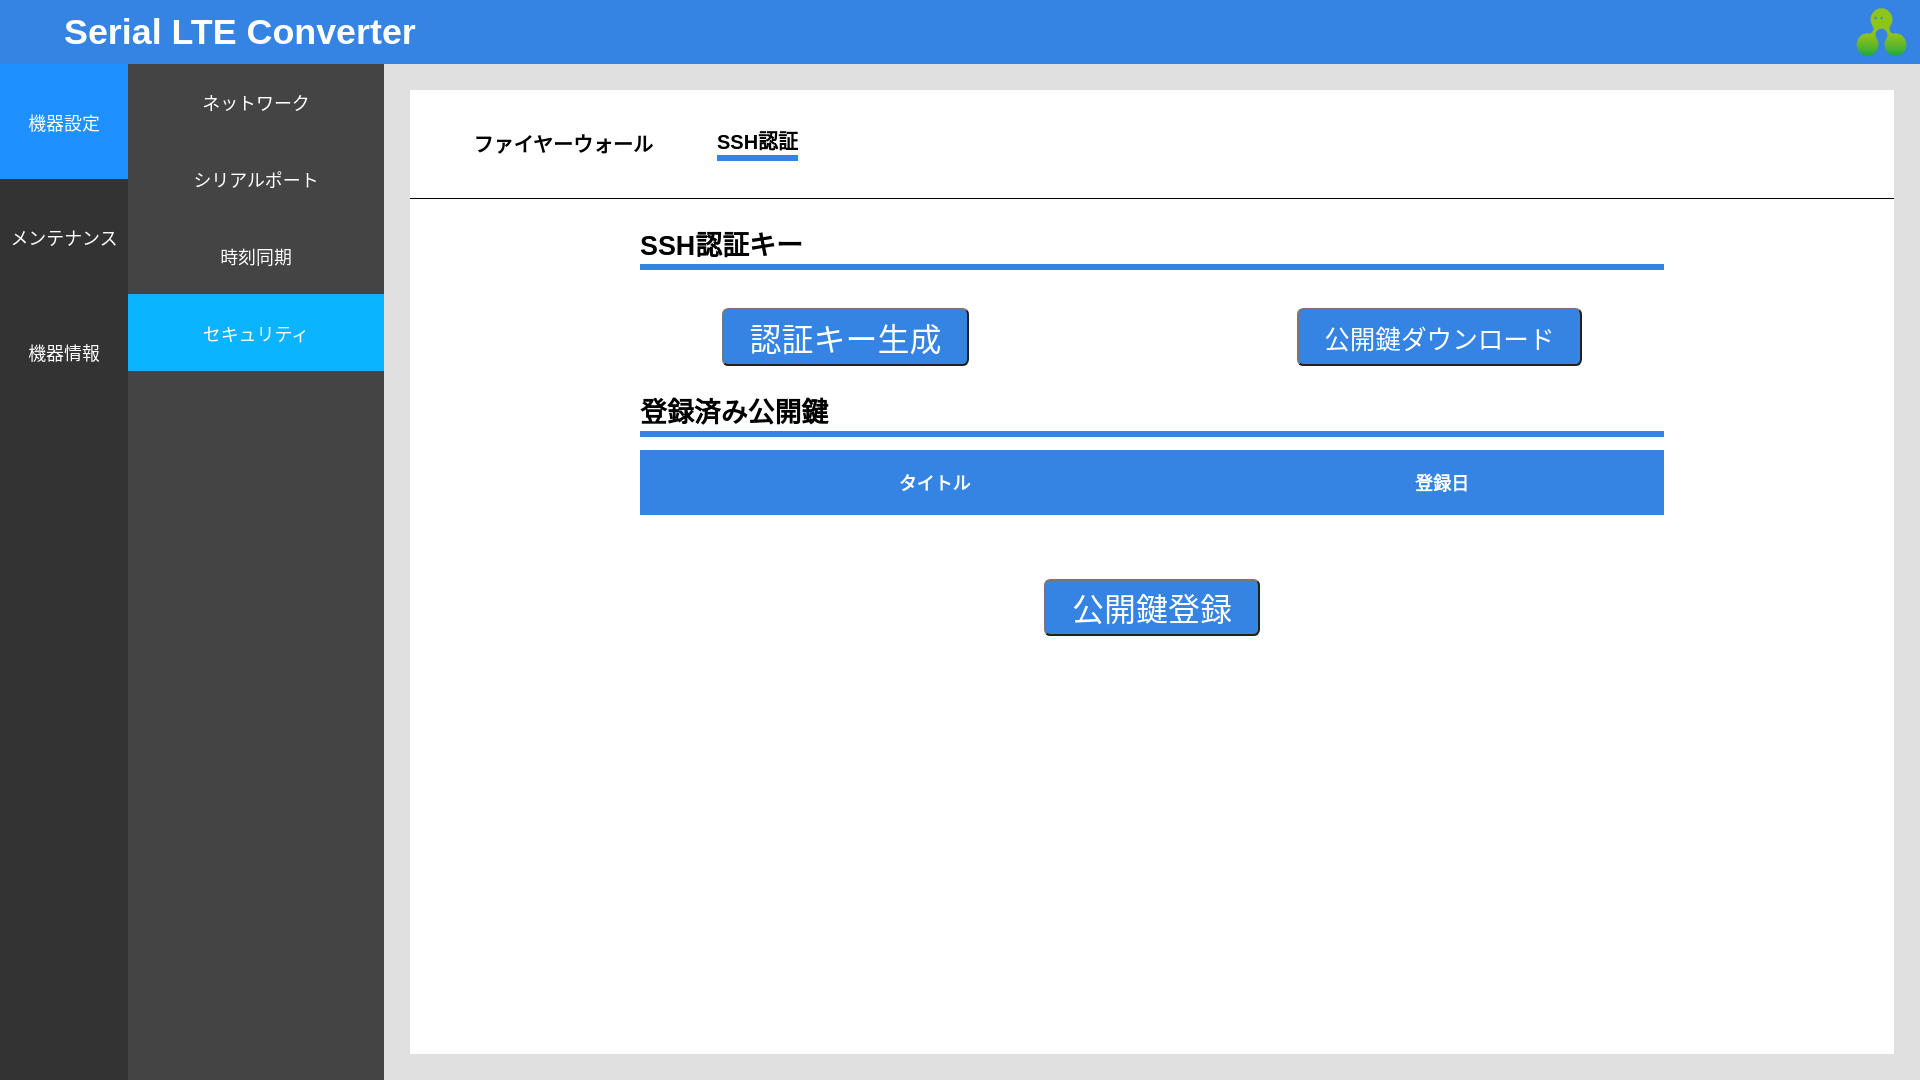 Serial LTE Converter
機器設定
メンテナンス
機器情報
ネットワーク
シリアルポート
時刻同期
セキュリティ
ファイヤーウォール
SSH認証
SSH認証キー
認証キー生成
公開鍵ダウンロード
登録済み公開鍵
タイトル
登録日
公開鍵登録